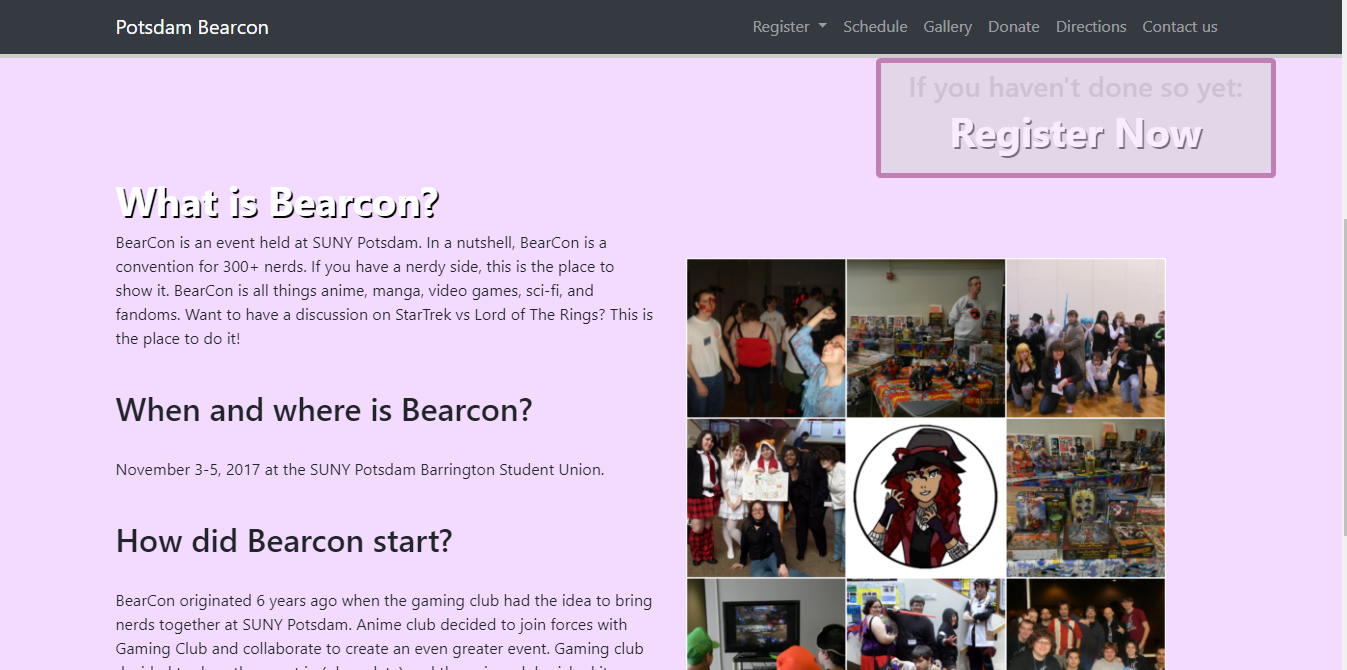 Potsdam Bearcon
Register Schedule Gallery Donate Directions Contact us
If you haven't done so yet:
Register Now
What is Bearcon?
BearCon is an event held at SUNY Potsdam. In a nutshell, BearCon is a
convention for 300+ nerds. If you have a nerdy side, this is the place to
show it. BearCon is all things anime, manga, video games, sci-fi, and
fandoms. Want to have a discussion on StarTrek vs Lord of The Rings? This is
the place to do it!
When and where is Bearcon?
November 3-5, 2017 at the SUNY Potsdam Barrington Student Union.
How did Bearcon start?
BearCon originated 6 years ago when the gaming club had the idea to bring
nerds together at SUNY Potsdam. Anime club decided to join forces with
Gaming Club and collaborate to create an even greater event. Gaming club